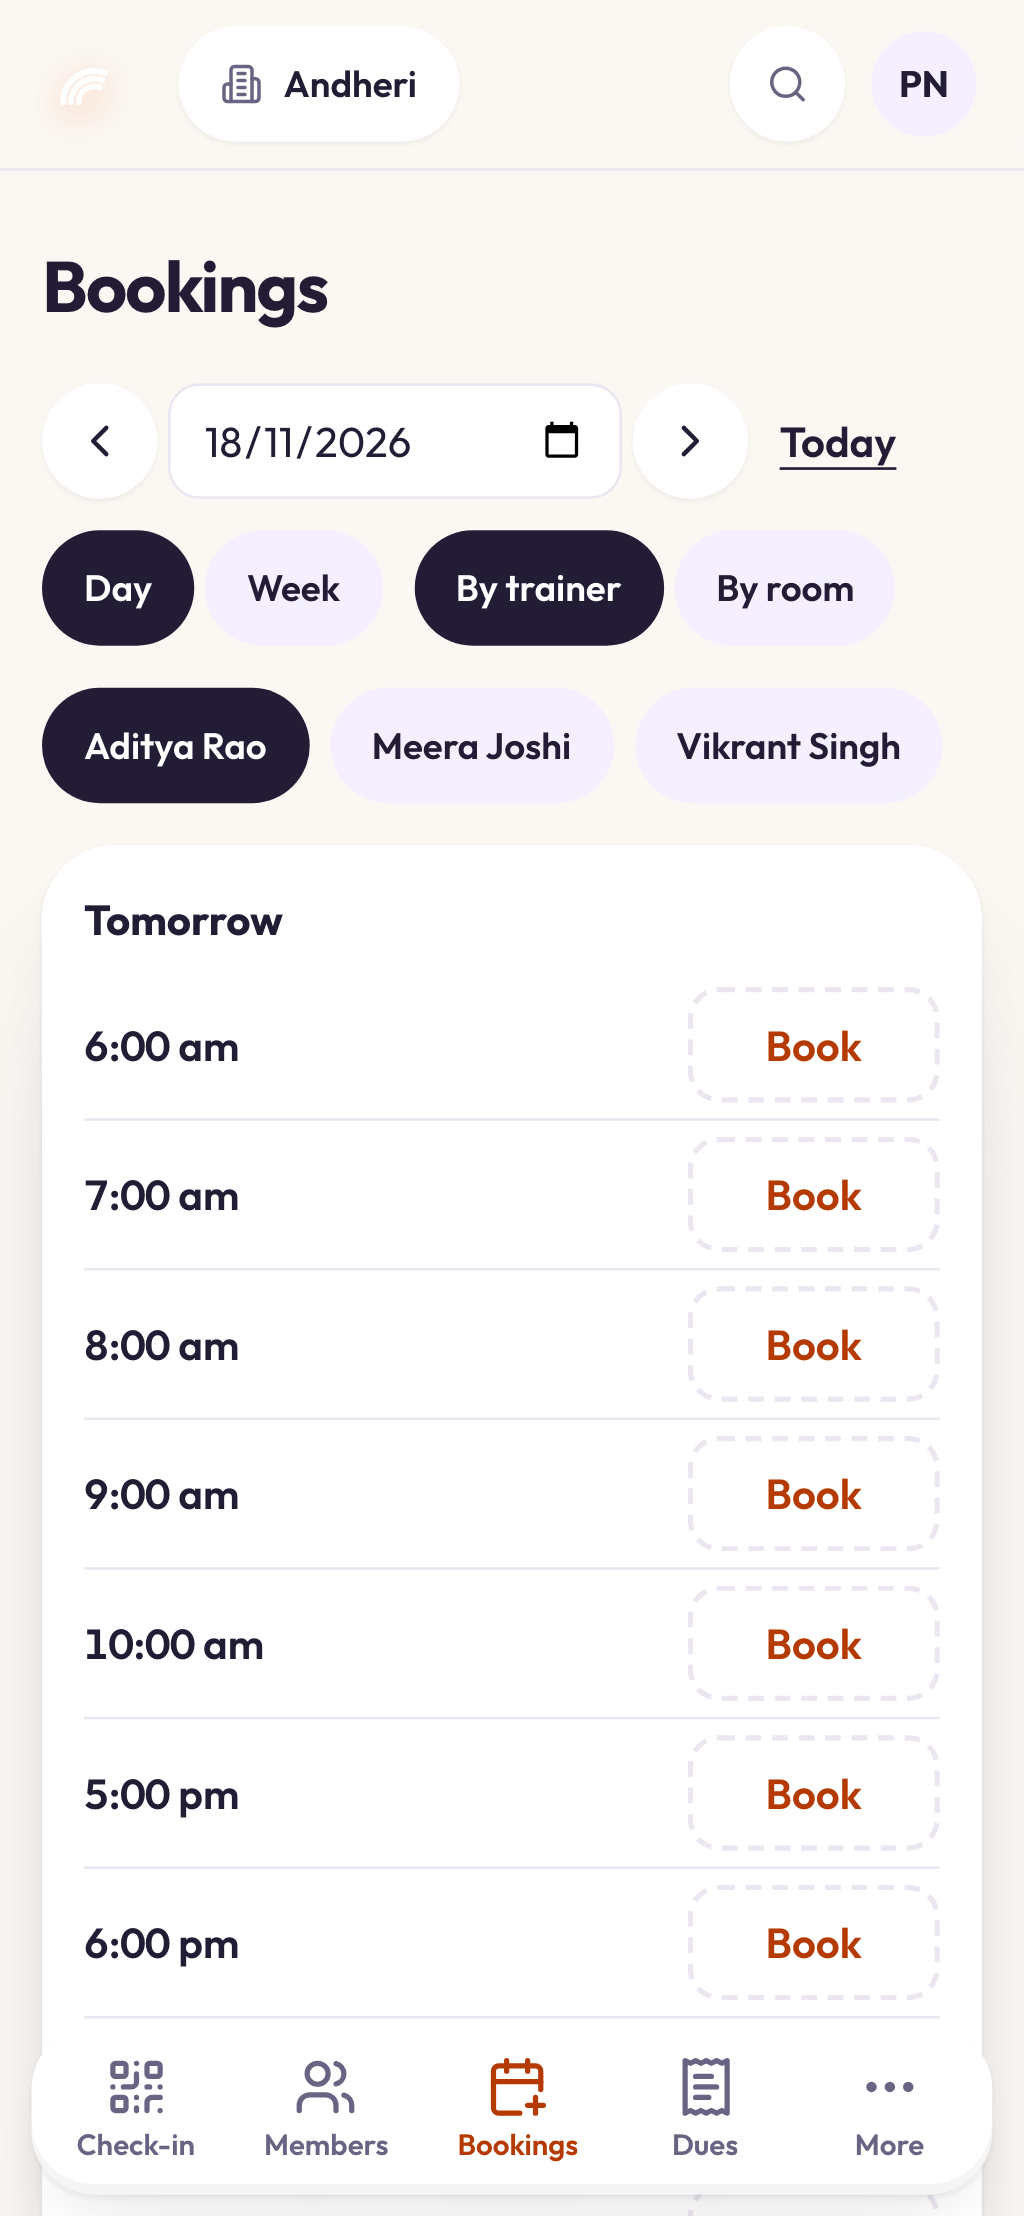 Andheri
PN
Bookings
18/11/2026
Today
Day
Week
By trainer
By room
Aditya Rao
Meera Joshi
Vikrant Singh
Tomorrow
6:00 am
Book
7:00 am
Book
8:00 am
Book
9:00 am
Book
10:00 am
Book
5:00 pm
Book
6:00 pm
Book
Check-in
Members
Bookings
Dues
More